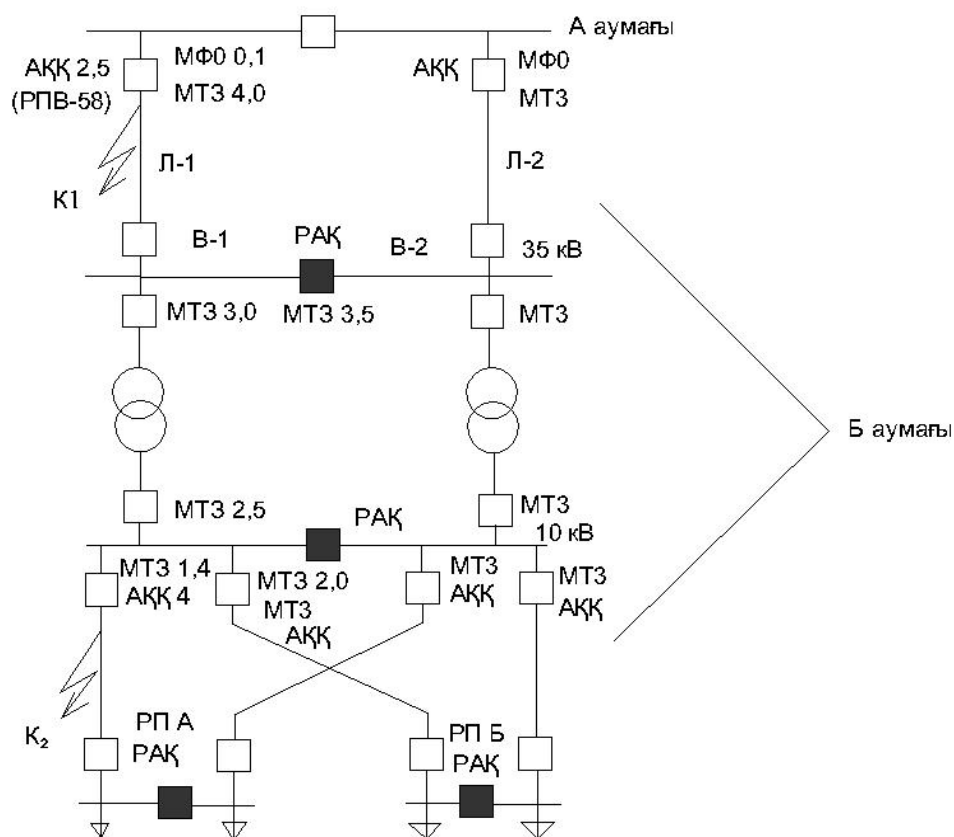 А аумағы
АҚҚ 2,5
(РПВ-58)
МФ0 0,1
МТЗ 4,0
АҚҚ
МФ0
МТЗ
К1
Л-1
Л-2
В-1
РАҚ
В-2
35 кВ
МТЗ 3,0
МТЗ 3,5
МТЗ
Б аумағы
МТЗ 2,5
РАҚ
МТЗ
10 кВ
МТЗ 1,4
АҚҚ 4
МТЗ 2,0
МТЗ
АҚҚ
МТЗ
АҚҚ
МТЗ
АҚҚ
К₂
РП А
РАҚ
РП Б
РАҚ